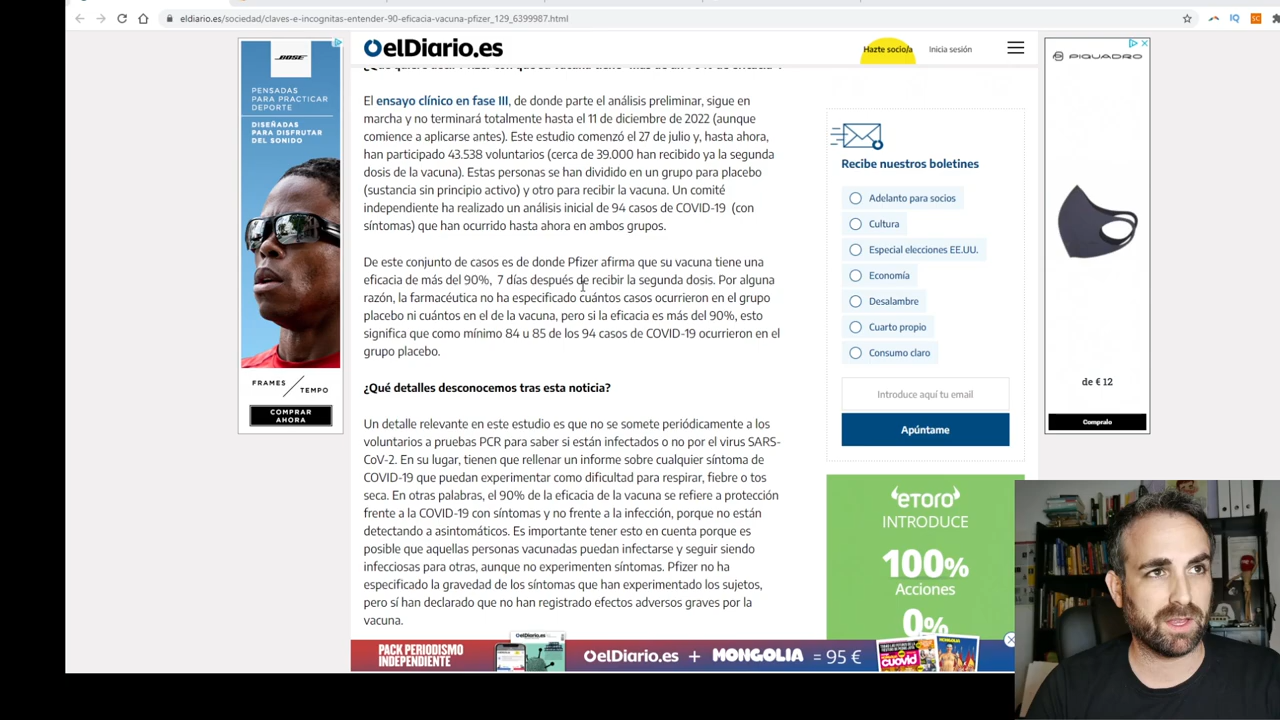 eldiario.es/sociedad/claves-e-incognitas-entender-90-eficacia-vacuna-pfizer_129_6399987.html
BOSE
PENSADAS
PARA PRACTICAR
DEPORTE
DISEÑADAS
PARA DISFRUTAR
DEL SONIDO
FRAMES
TEMPO
COMPRAR
AHORA
elDiario.es
Hazte socio/a
Inicia sesión
El ensayo clínico en fase III, de donde parte el análisis preliminar, sigue en
marcha y no terminará totalmente hasta el 11 de diciembre de 2022 (aunque
comience a aplicarse antes). Este estudio comenzó el 27 de julio y, hasta ahora,
han participado 43.538 voluntarios (cerca de 39.000 han recibido ya la segunda
dosis de la vacuna). Estas personas se han dividido en un grupo para placebo
(sustancia sin principio activo) y otro para recibir la vacuna. Un comité
independiente ha realizado un análisis inicial de 94 casos de COVID-19 (con
síntomas) que han ocurrido hasta ahora en ambos grupos.
De este conjunto de casos es de donde Pfizer afirma que su vacuna tiene una
eficacia de más del 90%, 7 días después de recibir la segunda dosis. Por alguna
razón, la farmacéutica no ha especificado cuántos casos ocurrieron en el grupo
placebo ni cuántos en el de la vacuna, pero si la eficacia es más del 90%, esto
significa que como mínimo 84 u 85 de los 94 casos de COVID-19 ocurrieron en el
grupo placebo.
¿Qué detalles desconocemos tras esta noticia?
Un detalle relevante en este estudio es que no se somete periódicamente a los
voluntarios a pruebas PCR para saber si están infectados o no por el virus SARS-
CoV-2. En su lugar, tienen que rellenar un informe sobre cualquier síntoma de
COVID-19 que puedan experimentar como dificultad para respirar, fiebre o tos
seca. En otras palabras, el 90% de la eficacia de la vacuna se refiere a protección
frente a la COVID-19 con síntomas y no frente a la infección, porque no están
detectando a asintomáticos. Es importante tener esto en cuenta porque es
posible que aquellas personas vacunadas puedan infectarse y seguir siendo
infecciosas para otras, aunque no experimenten síntomas. Pfizer no ha
especificado la gravedad de los síntomas que han experimentado los sujetos,
pero sí han declarado que no han registrado efectos adversos graves por la
vacuna.
Recibe nuestros boletines
Adelanto para socios
Cultura
Especial elecciones EE.UU.
Economía
Desalambre
Cuarto propio
Consumo claro
Introduce aquí tu email
Apúntame
eToro
INTRODUCE
100%
Acciones
0%
PIQUADRO
de € 12
Compralo
PACK PERIODISMO
INDEPENDIENTE
elDiario.es + MONGOLIA = 95 €